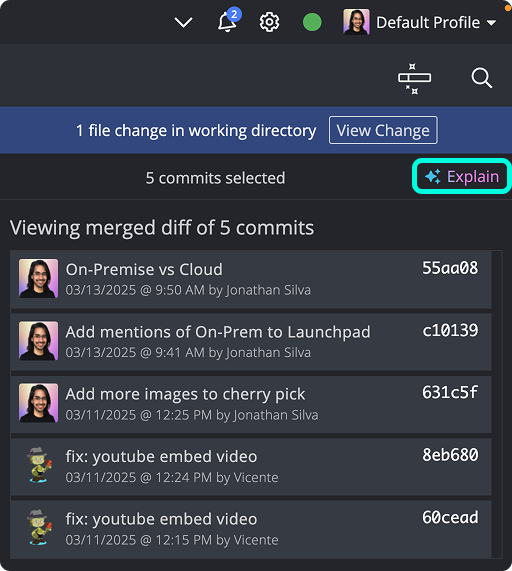 2
Default Profile
1 file change in working directory View Change
5 commits selected Explain
Viewing merged diff of 5 commits
On-Premise vs Cloud 55aa08
03/13/2025 @ 9:50 AM by Jonathan Silva
Add mentions of On-Prem to Launchpad c10139
03/13/2025 @ 9:41 AM by Jonathan Silva
Add more images to cherry pick 631c5f
03/11/2025 @ 12:25 PM by Jonathan Silva
fix: youtube embed video 8eb680
03/11/2025 @ 12:24 PM by Vicente
fix: youtube embed video 60cead
03/11/2025 @ 12:15 PM by Vicente